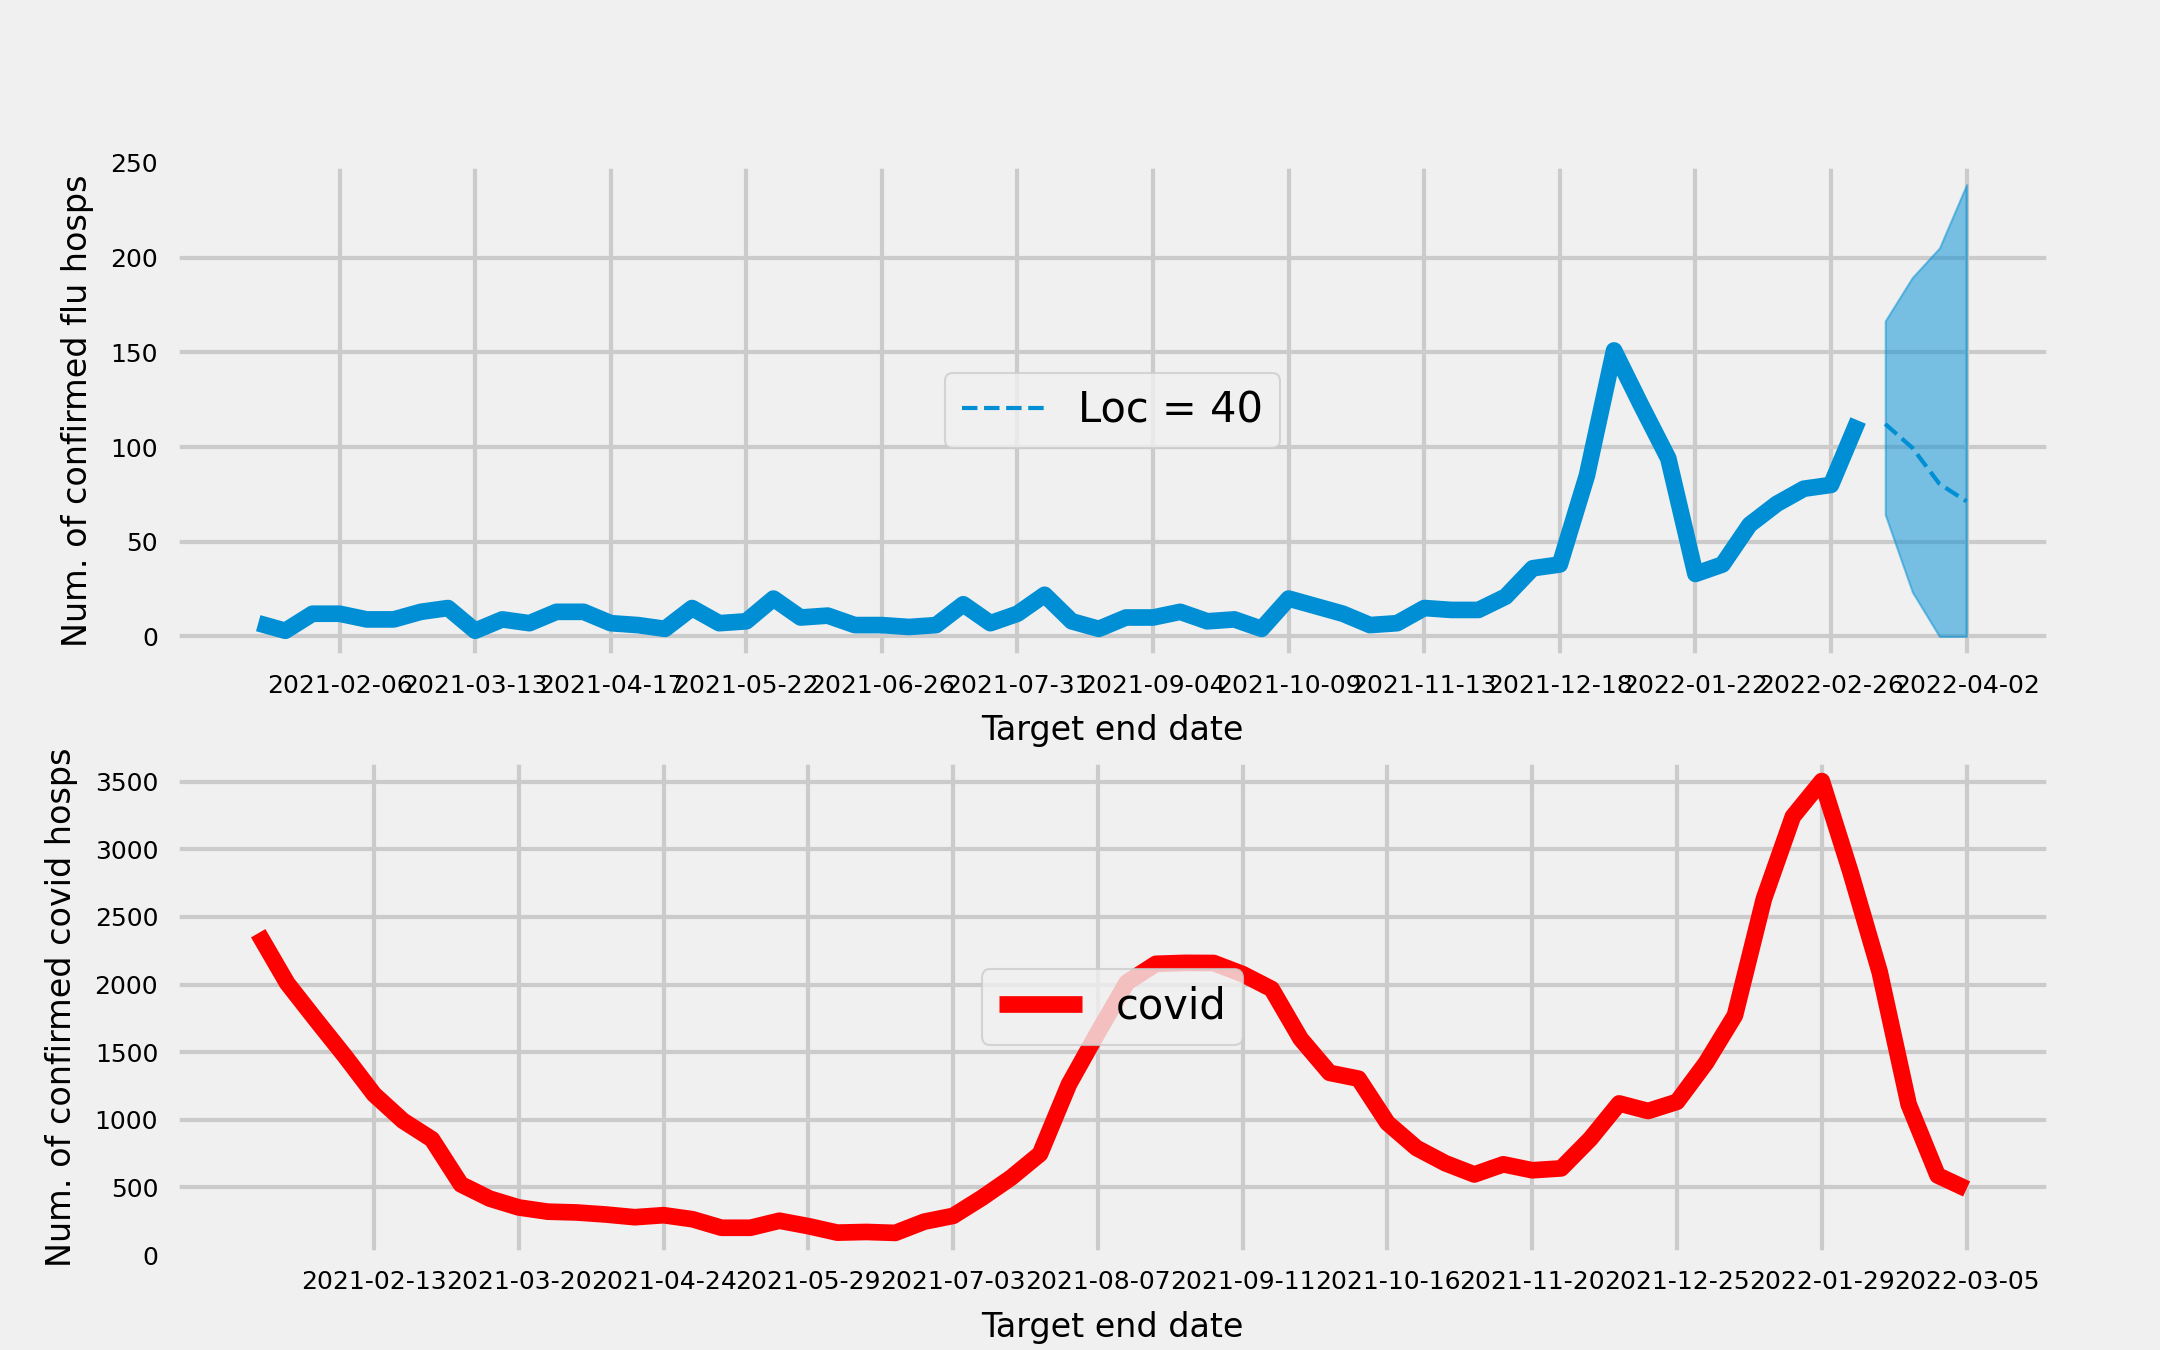 Num. of confirmed flu hosps
250
200
150
100
50
0
Loc = 40
2021-02-06 2021-03-13 2021-04-17 2021-05-22 2021-06-26 2021-07-31 2021-09-04 2021-10-09 2021-11-13 2021-12-18 2022-01-22 2022-02-26 2022-04-02
Target end date
Num. of confirmed covid hosps
3500
3000
2500
2000
1500
1000
500
0
covid
2021-02-13 2021-03-20 2021-04-24 2021-05-29 2021-07-03 2021-08-07 2021-09-11 2021-10-16 2021-11-20 2021-12-25 2022-01-29 2022-03-05
Target end date